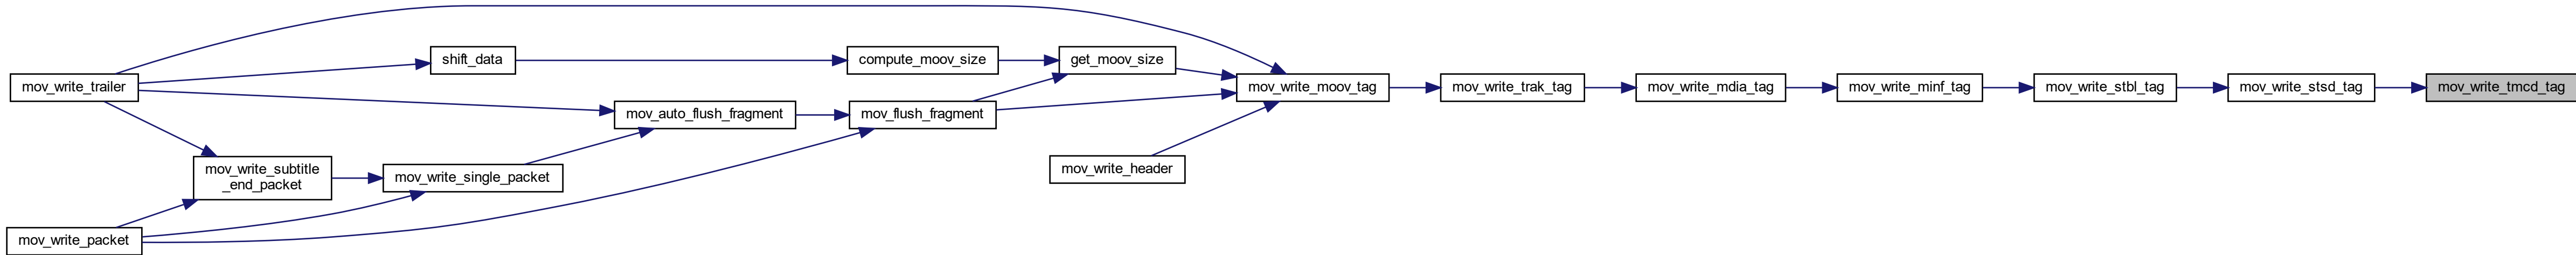 mov_write_trailer
shift_data
compute_moov_size
get_moov_size
mov_write_moov_tag
mov_write_trak_tag
mov_write_mdia_tag
mov_write_minf_tag
mov_write_stbl_tag
mov_write_stsd_tag
mov_write_tmcd_tag
mov_auto_flush_fragment
mov_flush_fragment
mov_write_subtitle
_end_packet
mov_write_single_packet
mov_write_header
mov_write_packet